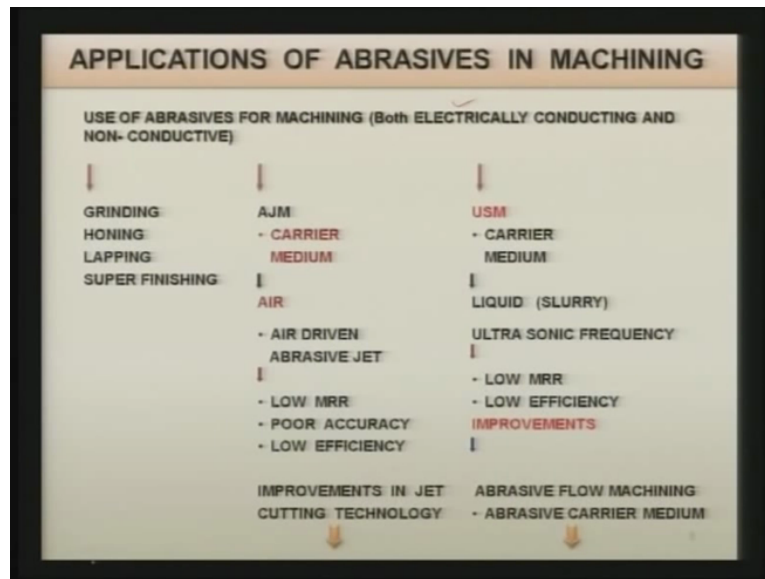 APPLICATIONS OF ABRASIVES IN MACHINING
USE OF ABRASIVES FOR MACHINING (Both ELECTRICALLY CONDUCTING AND
NON- CONDUCTIVE)
GRINDING
HONING
LAPPING
SUPER FINISHING
AJM
- CARRIER
MEDIUM
AIR
- AIR DRIVEN
ABRASIVE JET
- LOW MRR
- POOR ACCURACY
- LOW EFFICIENCY
IMPROVEMENTS IN JET
CUTTING TECHNOLOGY
USM
- CARRIER
MEDIUM
LIQUID (SLURRY)
ULTRA SONIC FREQUENCY
- LOW MRR
- LOW EFFICIENCY
IMPROVEMENTS
ABRASIVE FLOW MACHINING
- ABRASIVE CARRIER MEDIUM